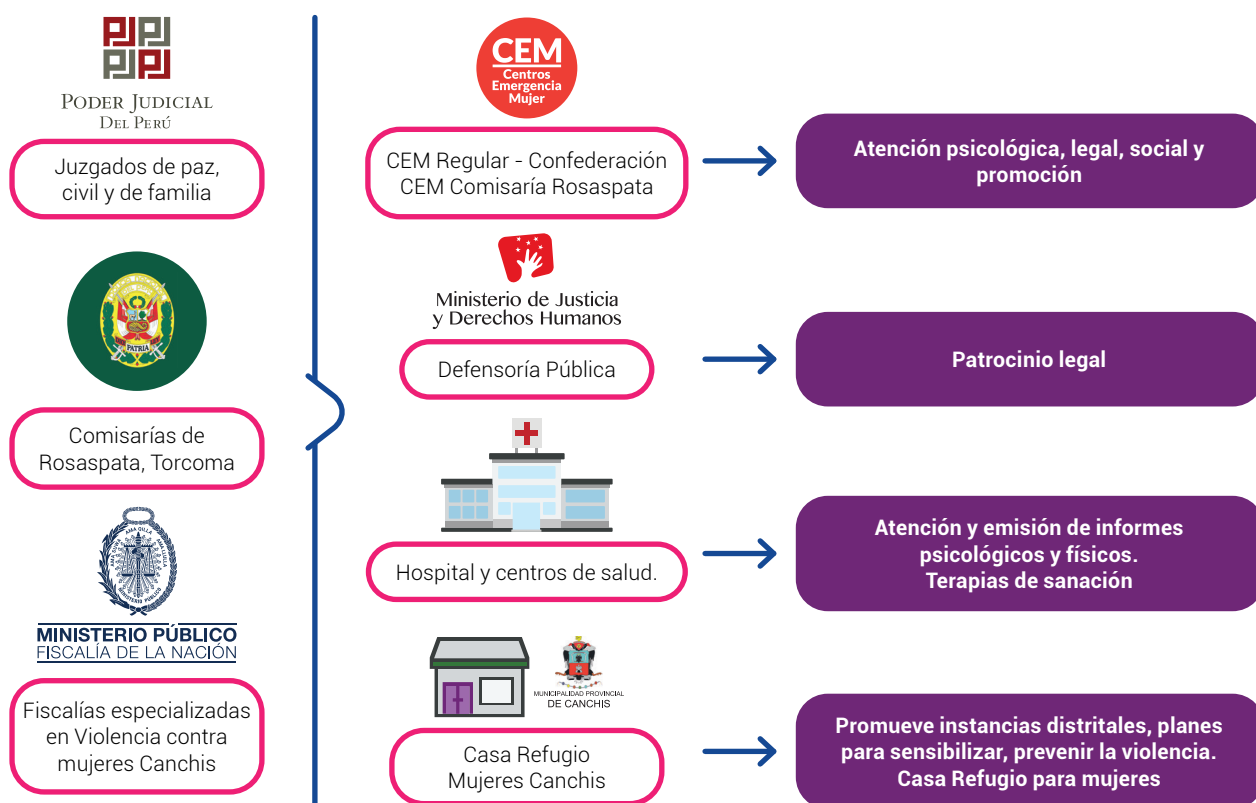 PODER JUDICIAL
DEL PERÚ
Juzgados de paz,
civil y de familia
PATRIA
Comisarías de
Rosaspata, Torcoma
MINISTERIO PÚBLICO
FISCALÍA DE LA NACIÓN
Fiscalías especializadas
en Violencia contra
mujeres Canchis
CEM
Centros
Emergencia
Mujer
CEM Regular - Confederación
CEM Comisaría Rosaspata
Atención psicológica, legal, social y
promoción
Ministerio de Justicia
y Derechos Humanos
Defensoría Pública
Patrocinio legal
Hospital y centros de salud.
Atención y emisión de informes
psicológicos y físicos.
Terapias de sanación
MUNICIPALIDAD PROVINCIAL
DE CANCHIS
Casa Refugio
Mujeres Canchis
Promueve instancias distritales, planes
para sensibilizar, prevenir la violencia.
Casa Refugio para mujeres